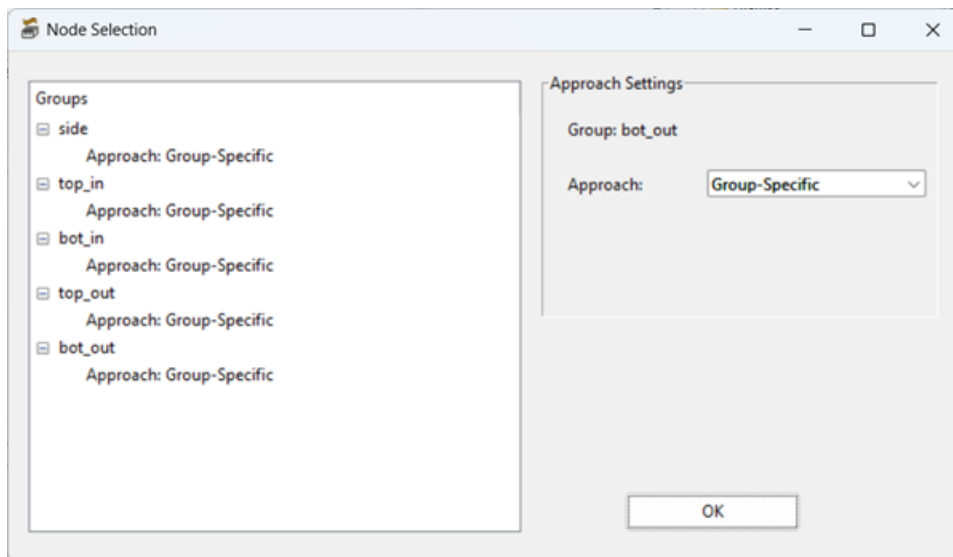 Node Selection
Groups
side
Approach: Group-Specific
top_in
Approach: Group-Specific
bot_in
Approach: Group-Specific
top_out
Approach: Group-Specific
bot_out
Approach: Group-Specific
Approach Settings
Group: bot_out
Approach: Group-Specific
OK